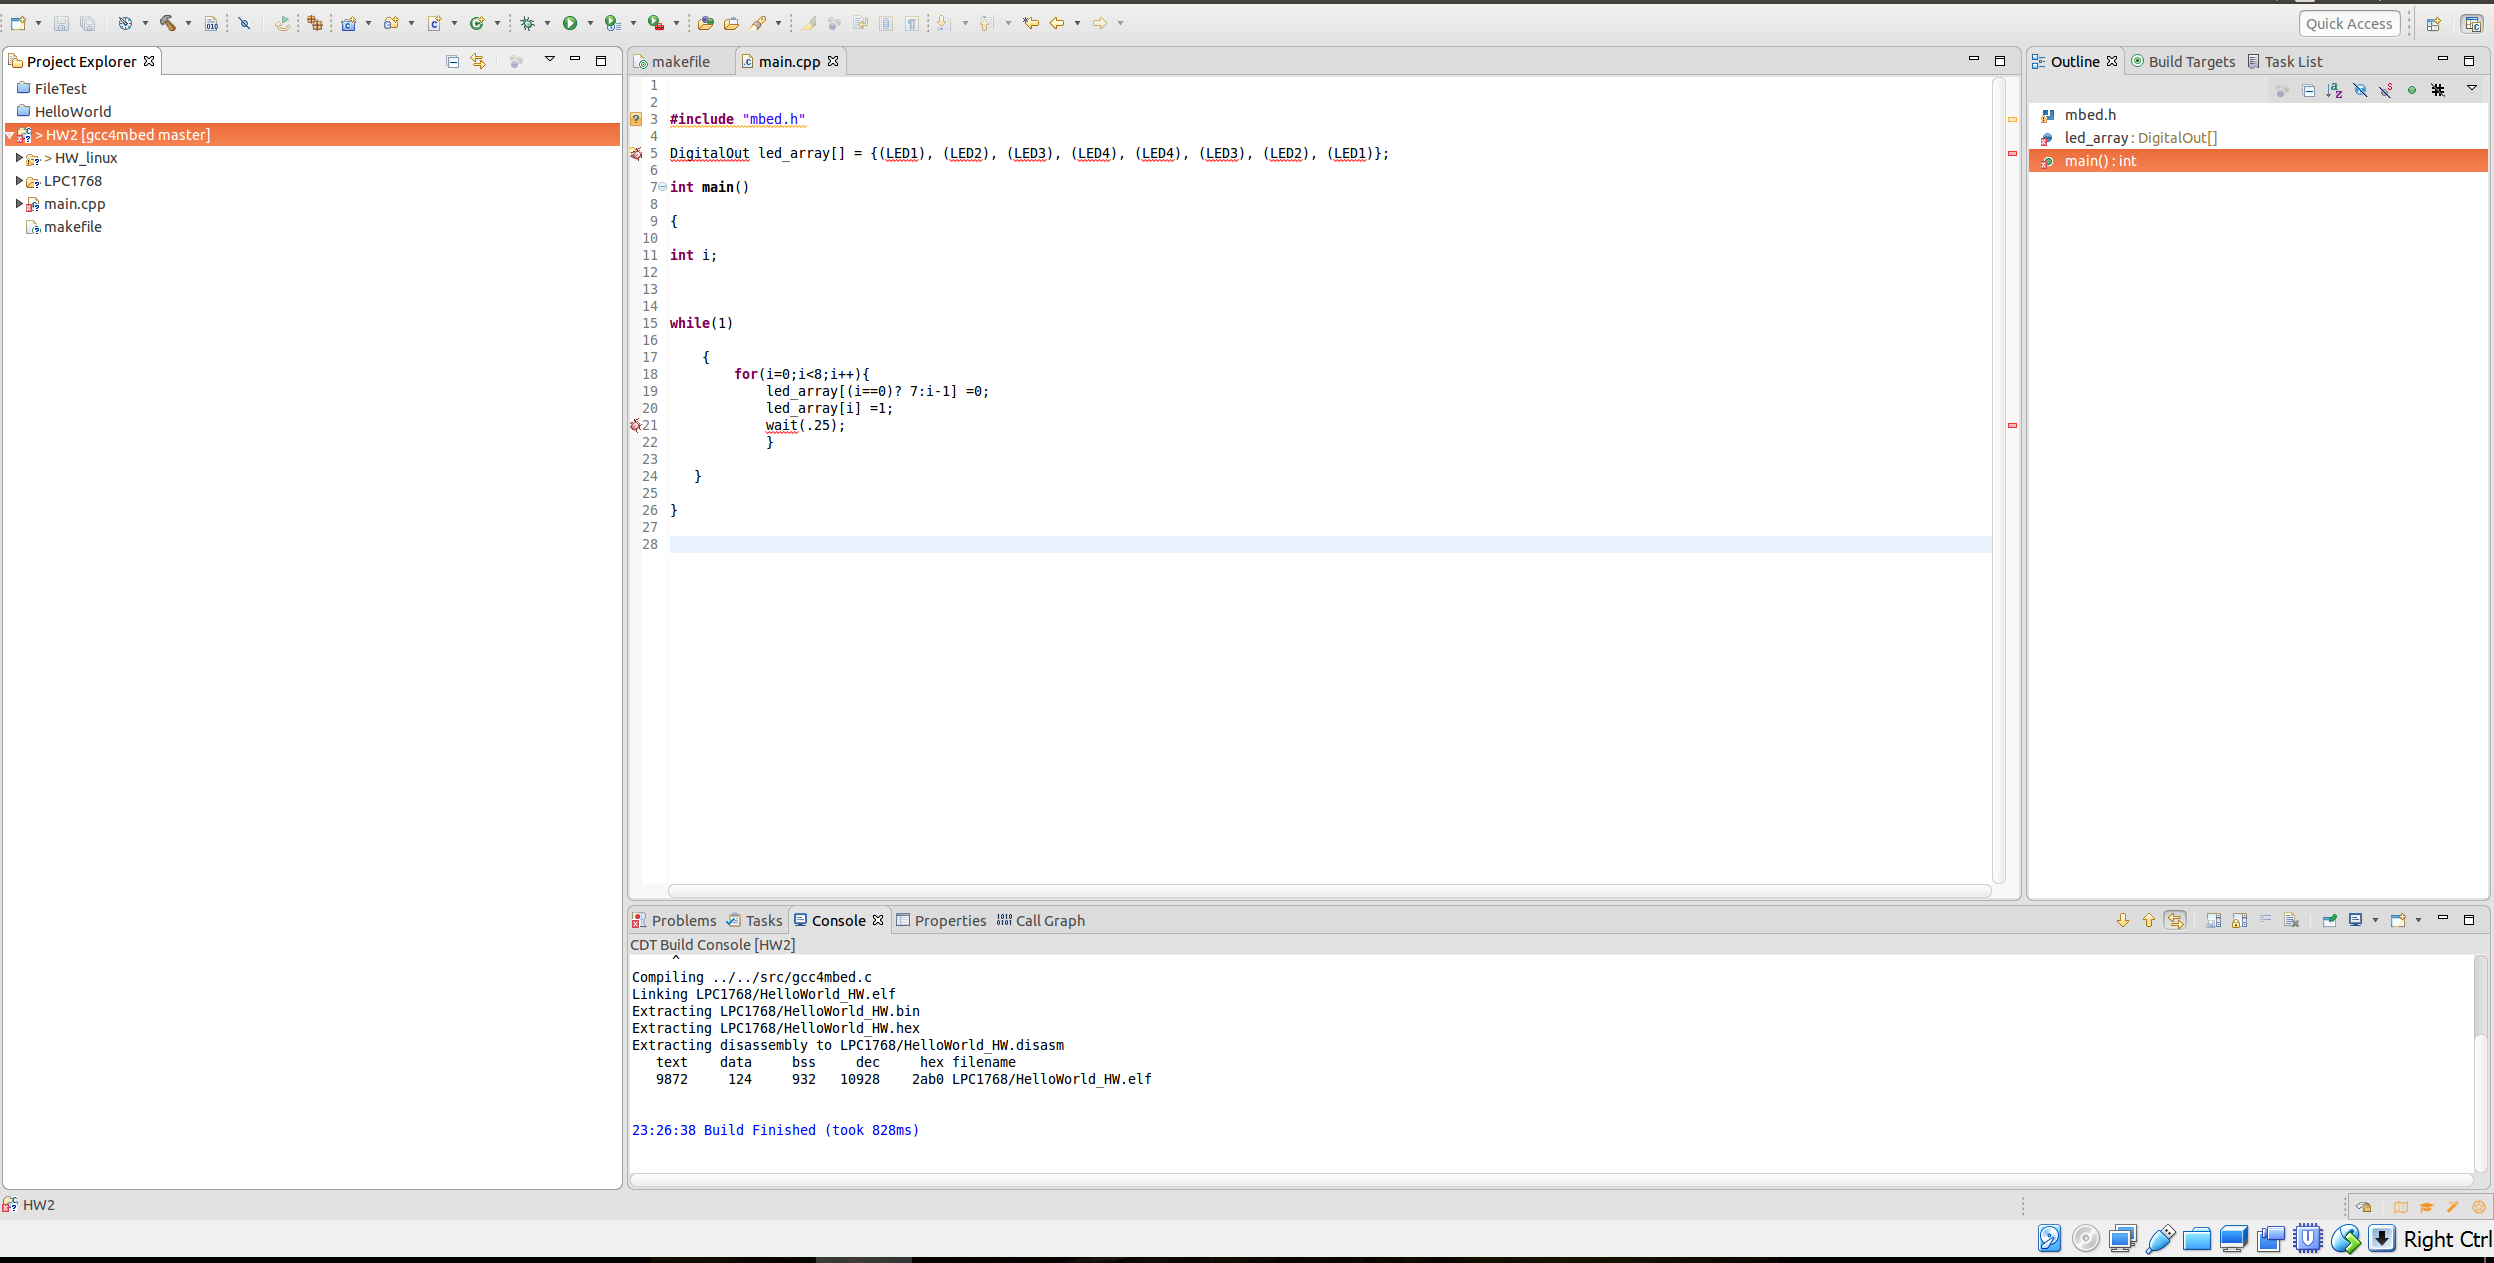 Quick Access
Project Explorer
FileTest
HelloWorld
> HW2 [gcc4mbed master]
> HW_linux
LPC1768
main.cpp
makefile
makefile
main.cpp
1
2
3 #include "mbed.h"
4
5 DigitalOut led_array[] = {(LED1), (LED2), (LED3), (LED4), (LED4), (LED3), (LED2), (LED1)};
6
7 int main()
8
9 {
10
11 int i;
12
13
14
15 while(1)
16
17 {
18 for(i=0;i<8;i++){
19 led_array[(i==0)? 7:i-1] =0;
20 led_array[i] =1;
21 wait(.25);
22 }
23
24 }
25
26 }
27
28
Outline
Build Targets
Task List
mbed.h
led_array : DigitalOut[]
main() : int
Problems
Tasks
Console
Properties
Call Graph
CDT Build Console [HW2]
^
Compiling ../../src/gcc4mbed.c
Linking LPC1768/HelloWorld_HW.elf
Extracting LPC1768/HelloWorld_HW.bin
Extracting LPC1768/HelloWorld_HW.hex
Extracting disassembly to LPC1768/HelloWorld_HW.disasm
text data bss dec hex filename
9872 124 932 10928 2ab0 LPC1768/HelloWorld_HW.elf
23:26:38 Build Finished (took 828ms)
HW2
Right Ctrl